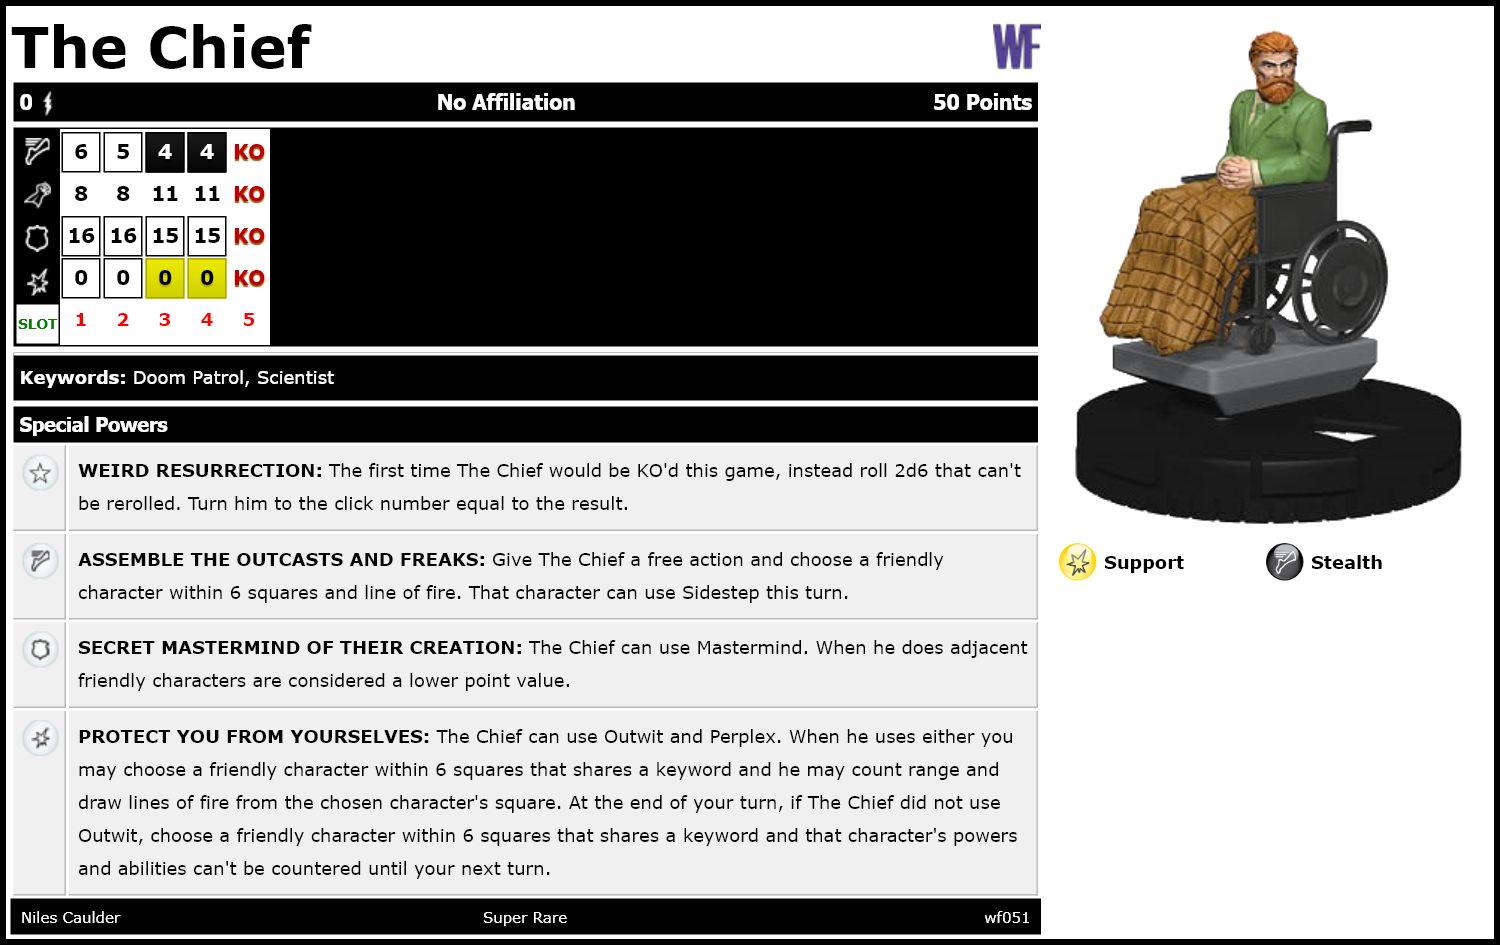 The Chief
WF
0 No Affiliation 50 Points
6 5 4 4 KO
8 8 11 11 KO
16 16 15 15 KO
0 0 0 0 KO
SLOT 1 2 3 4 5
Keywords: Doom Patrol, Scientist
Special Powers
WEIRD RESURRECTION: The first time The Chief would be KO'd this game, instead roll 2d6 that can't
be rerolled. Turn him to the click number equal to the result.
ASSEMBLE THE OUTCASTS AND FREAKS: Give The Chief a free action and choose a friendly
character within 6 squares and line of fire. That character can use Sidestep this turn.
SECRET MASTERMIND OF THEIR CREATION: The Chief can use Mastermind. When he does adjacent
friendly characters are considered a lower point value.
PROTECT YOU FROM YOURSELVES: The Chief can use Outwit and Perplex. When he uses either you
may choose a friendly character within 6 squares that shares a keyword and he may count range and
draw lines of fire from the chosen character's square. At the end of your turn, if The Chief did not use
Outwit, choose a friendly character within 6 squares that shares a keyword and that character's powers
and abilities can't be countered until your next turn.
Niles Caulder Super Rare wf051
Support Stealth